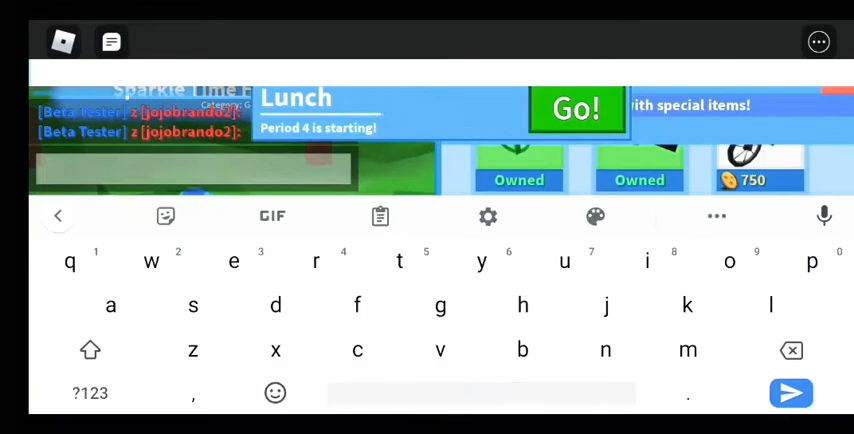 Sparkle Time F
Category: G
[Beta Tester] z [jojobrando2]:
[Beta Tester] z [jojobrando2]:
Lunch
Period 4 is starting!
Go!
with special items!
Owned
Owned
750
GIF
q 1 w 2 e 3 r 4 t 5 y 6 u 7 i 8 o 9 p 0
a s d f g h j k l
z x c v b n m
?123 , .